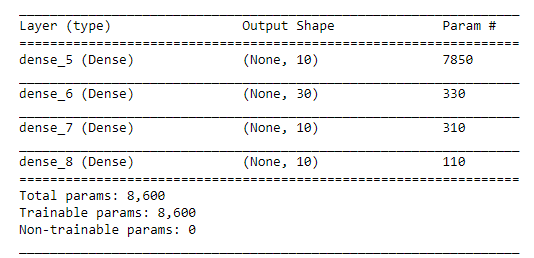 Layer (type) Output Shape Param #
dense_5 (Dense) (None, 10) 7850
dense_6 (Dense) (None, 30) 330
dense_7 (Dense) (None, 10) 310
dense_8 (Dense) (None, 10) 110
Total params: 8,600
Trainable params: 8,600
Non-trainable params: 0